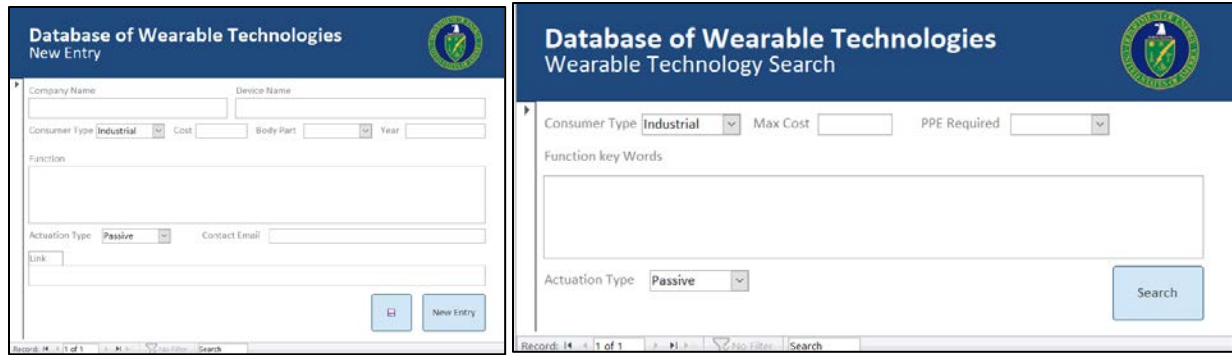 Database of Wearable Technologies
New Entry
Company Name Device Name
Consumer Type Industrial Cost Body Part Year
Function
Actuation Type Passive Contact Email
Link
New Entry
Record: 1 of 1 No Filter Search
Database of Wearable Technologies
Wearable Technology Search
Consumer Type Industrial Max Cost PPE Required
Function key Words
Actuation Type Passive
Search
Record: 1 of 1 No Filter Search